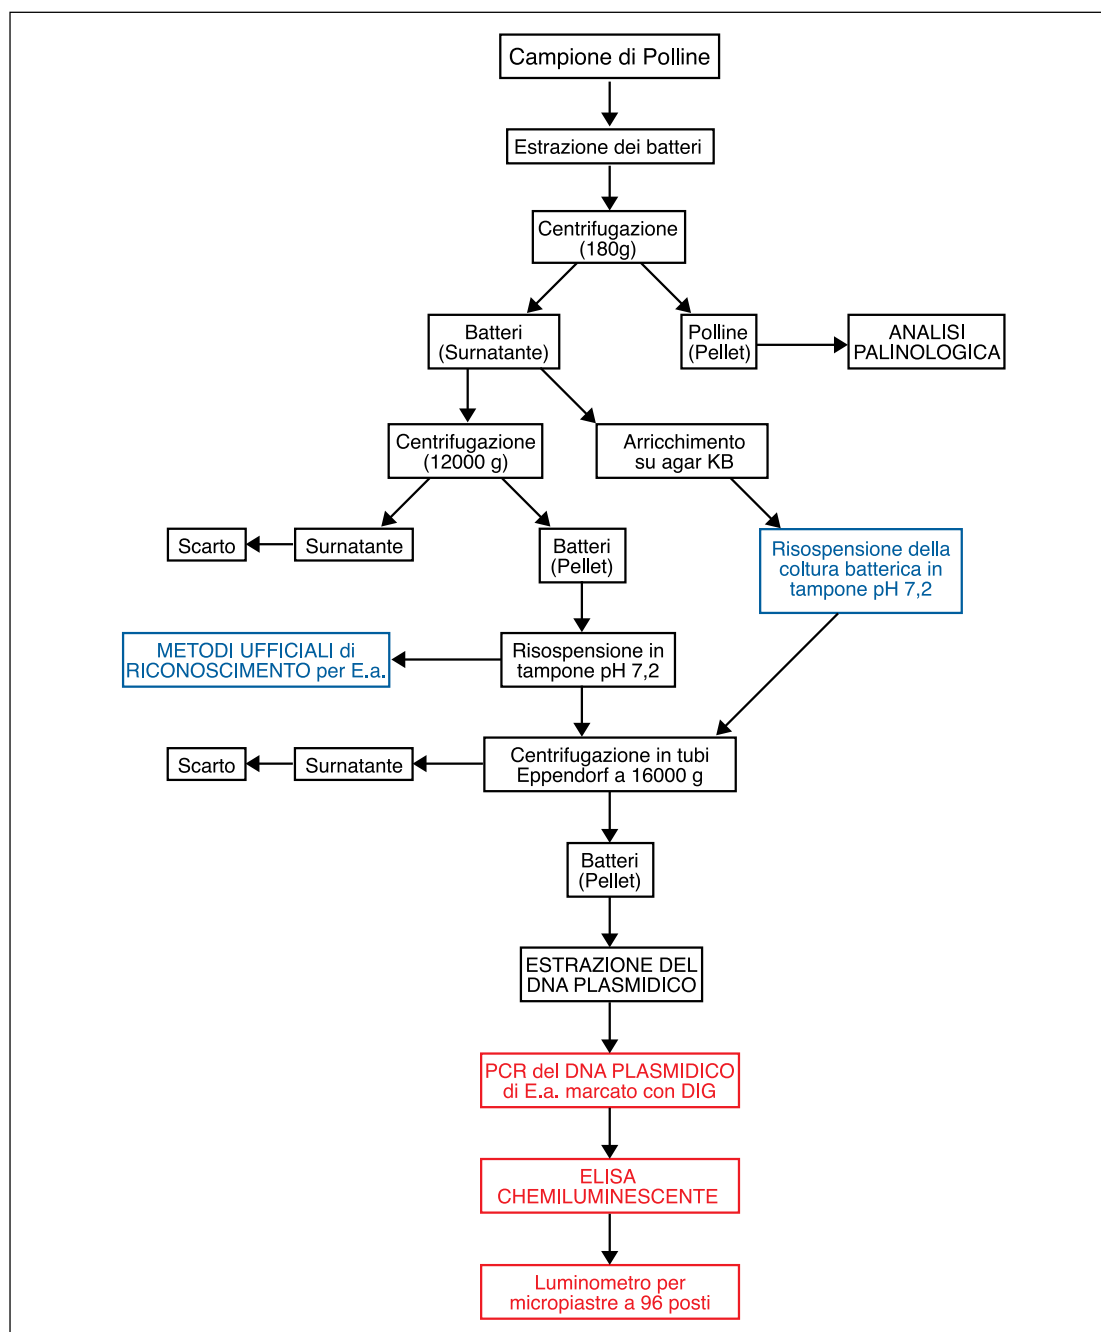 Campione di Polline
Estrazione dei batteri
Centrifugazione
(180g)
Batteri
(Surnatante)
Polline
(Pellet)
ANALISI
PALINOLOGICA
Centrifugazione
(12000 g)
Arricchimento
su agar KB
Scarto
Surnatante
Batteri
(Pellet)
Risospensione della
coltura batterica in
tampone pH 7,2
METODI UFFICIALI di
RICONOSCIMENTO per E.a.
Risospensione in
tampone pH 7,2
Scarto
Surnatante
Centrifugazione in tubi
Eppendorf a 16000 g
Batteri
(Pellet)
ESTRAZIONE DEL
DNA PLASMIDICO
PCR del DNA PLASMIDICO
di E.a. marcato con DIG
ELISA
CHEMILUMINESCENTE
Luminometro per
micropiastre a 96 posti